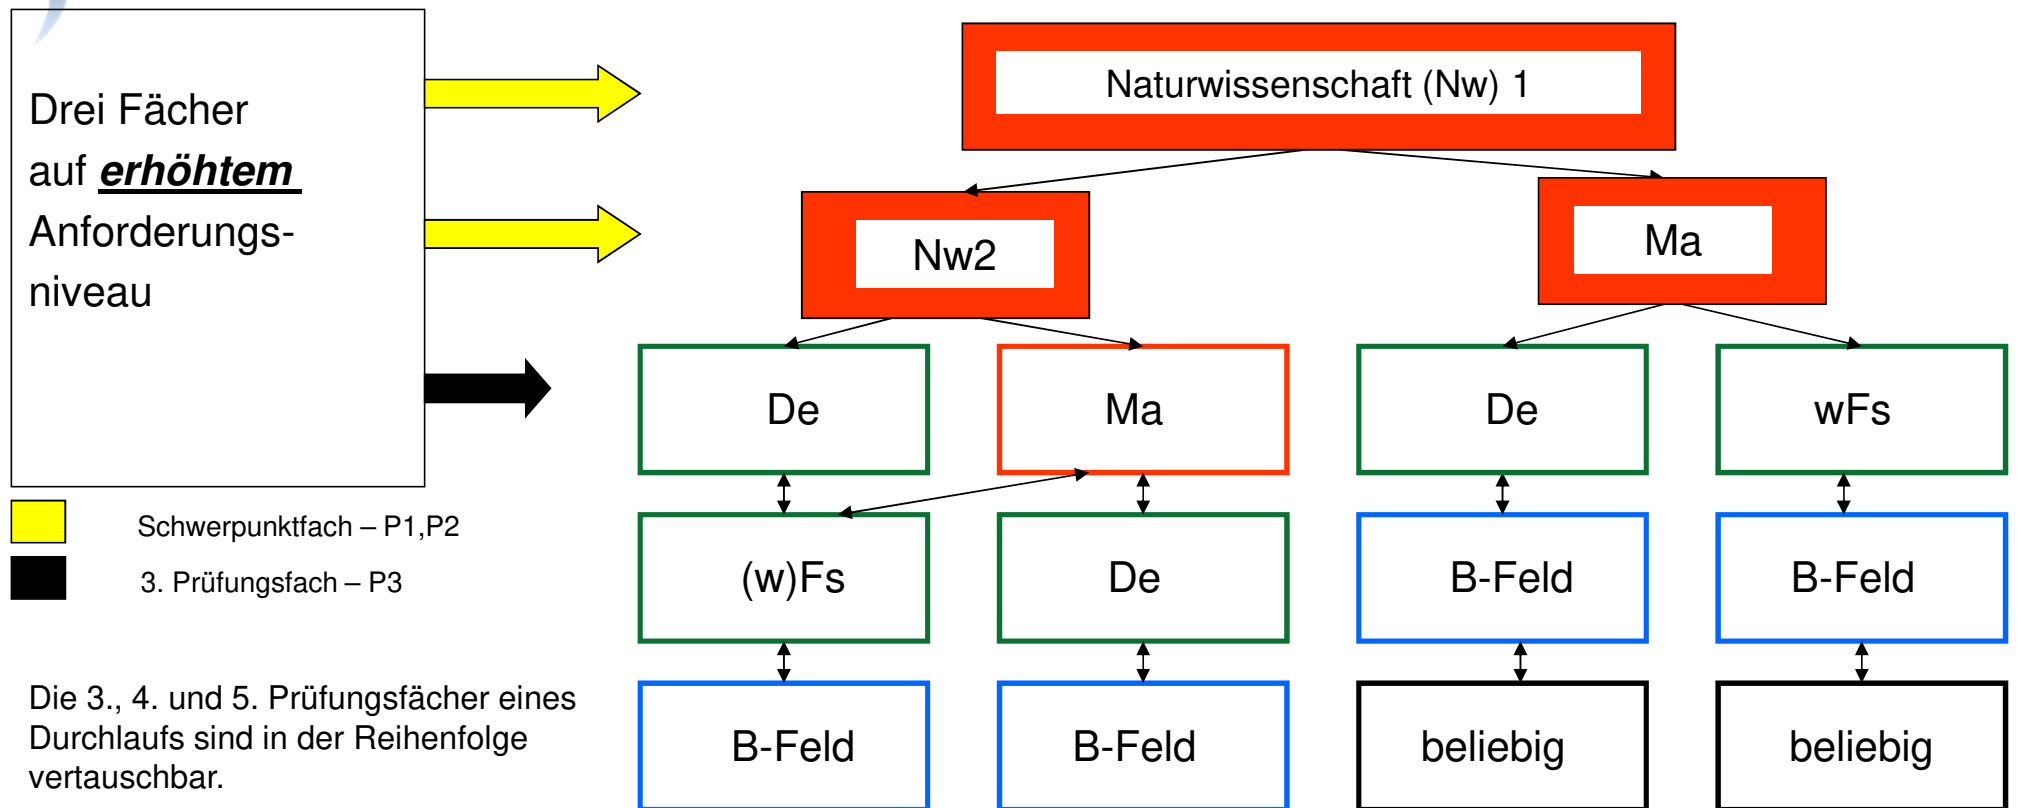 Drei Fächer
auf erhöhtem
Anforderungs-
niveau
Schwerpunktfach – P1,P2
3. Prüfungsfach – P3
Die 3., 4. und 5. Prüfungsfächer eines
Durchlaufs sind in der Reihenfolge
vertauschbar.
Naturwissenschaft (Nw) 1
Nw2
Ma
De
Ma
De
wFs
(w)Fs
De
B-Feld
B-Feld
B-Feld
B-Feld
beliebig
beliebig